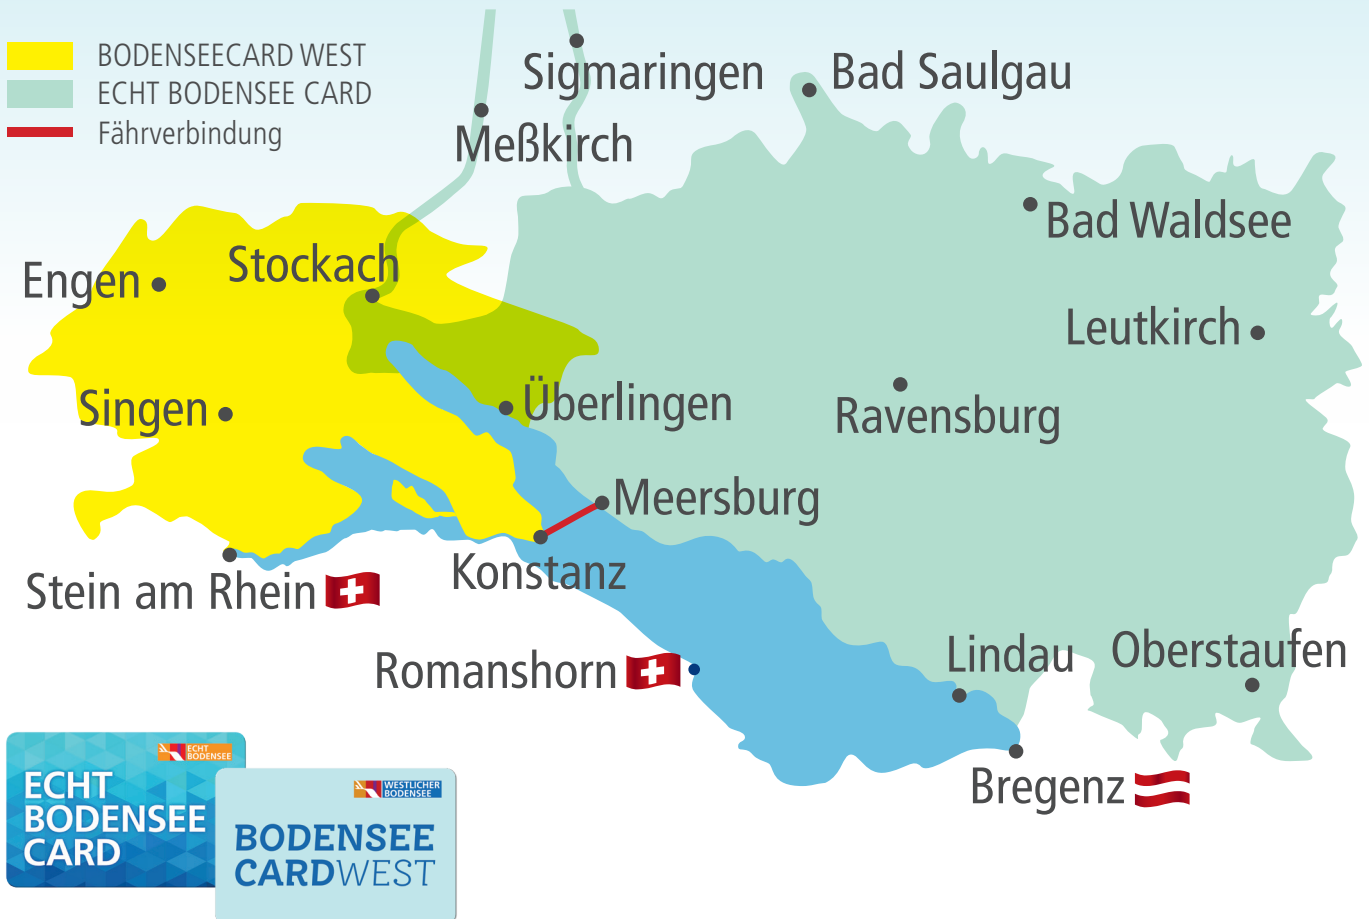 BODENSEECARD WEST
ECHT BODENSEE CARD
Fährverbindung
Sigmaringen
Bad Saulgau
Meßkirch
Bad Waldsee
Engen
Stockach
Leutkirch
Singen
Überlingen
Ravensburg
Meersburg
Konstanz
Stein am Rhein
Romanshorn
Lindau
Oberstaufen
Bregenz
ECHT
BODENSEE
ECHT
BODENSEE
CARD
WESTLICHER
BODENSEE
BODENSEE
CARDWEST